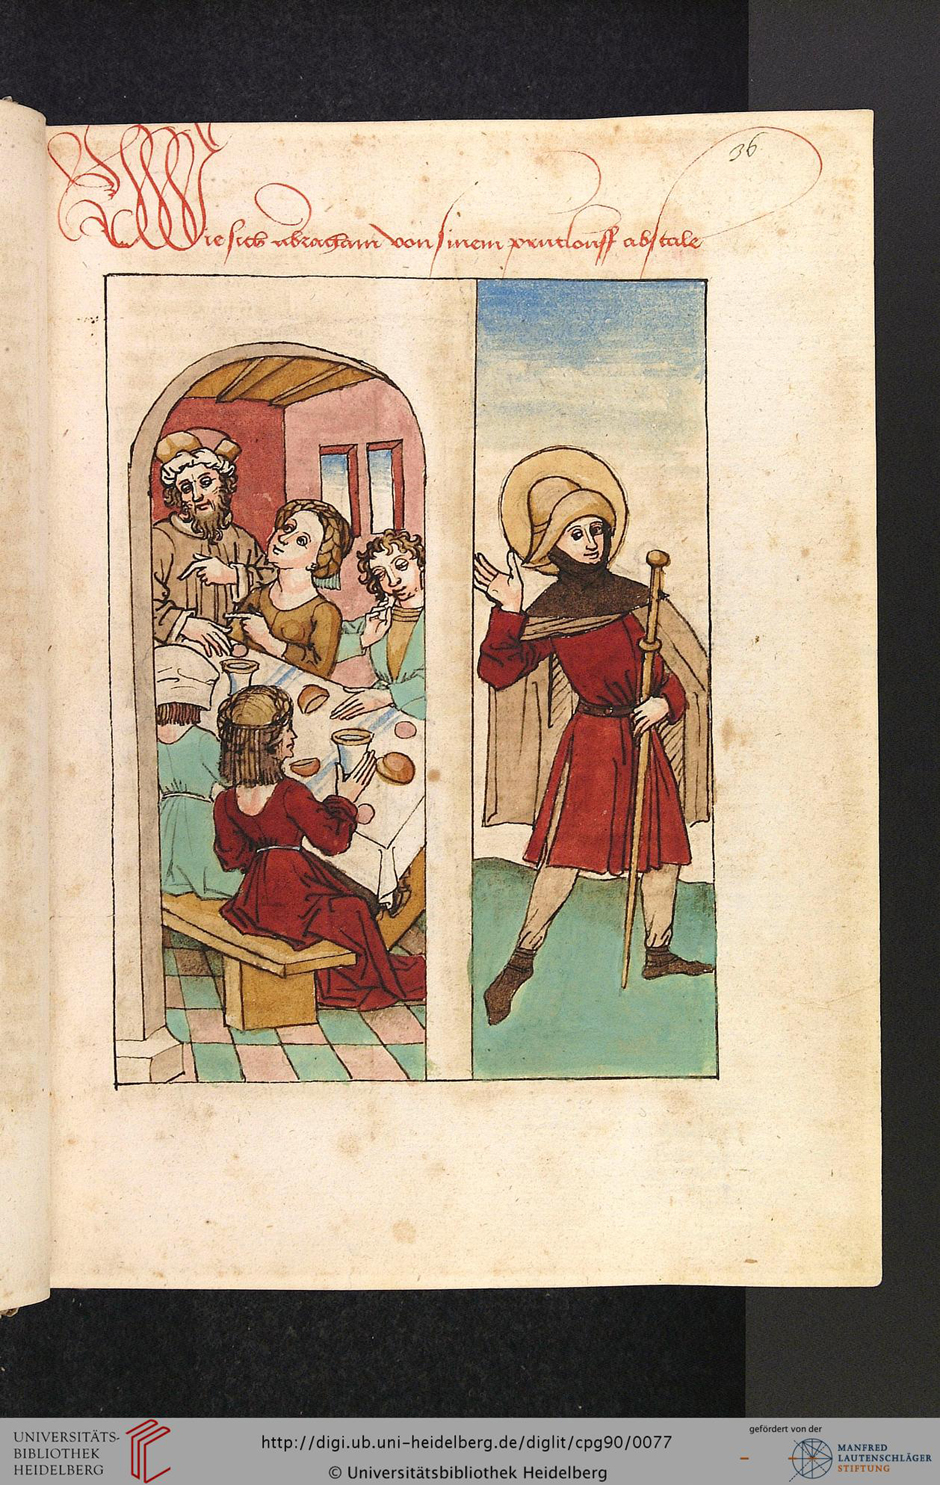 36
Wie sich abraham von sinem prutlouff abstale
UNIVERSITÄTS-
BIBLIOTHEK
HEIDELBERG
http://digi.ub.uni-heidelberg.de/diglit/cpg90/0077
© Universitätsbibliothek Heidelberg
gefördert von der
MANFRED
LAUTENSCHLÄGER
STIFTUNG